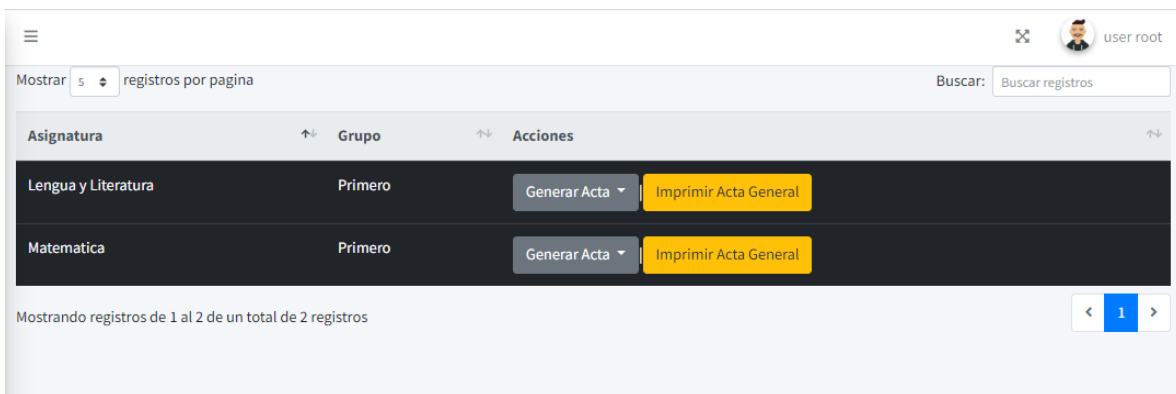 user root
Mostrar 5 registros por pagina Buscar: Buscar registros
Asignatura Grupo Acciones
Lengua y Literatura Primero Generar Acta | Imprimir Acta General
Matematica Primero Generar Acta | Imprimir Acta General
Mostrando registros de 1 al 2 de un total de 2 registros 1